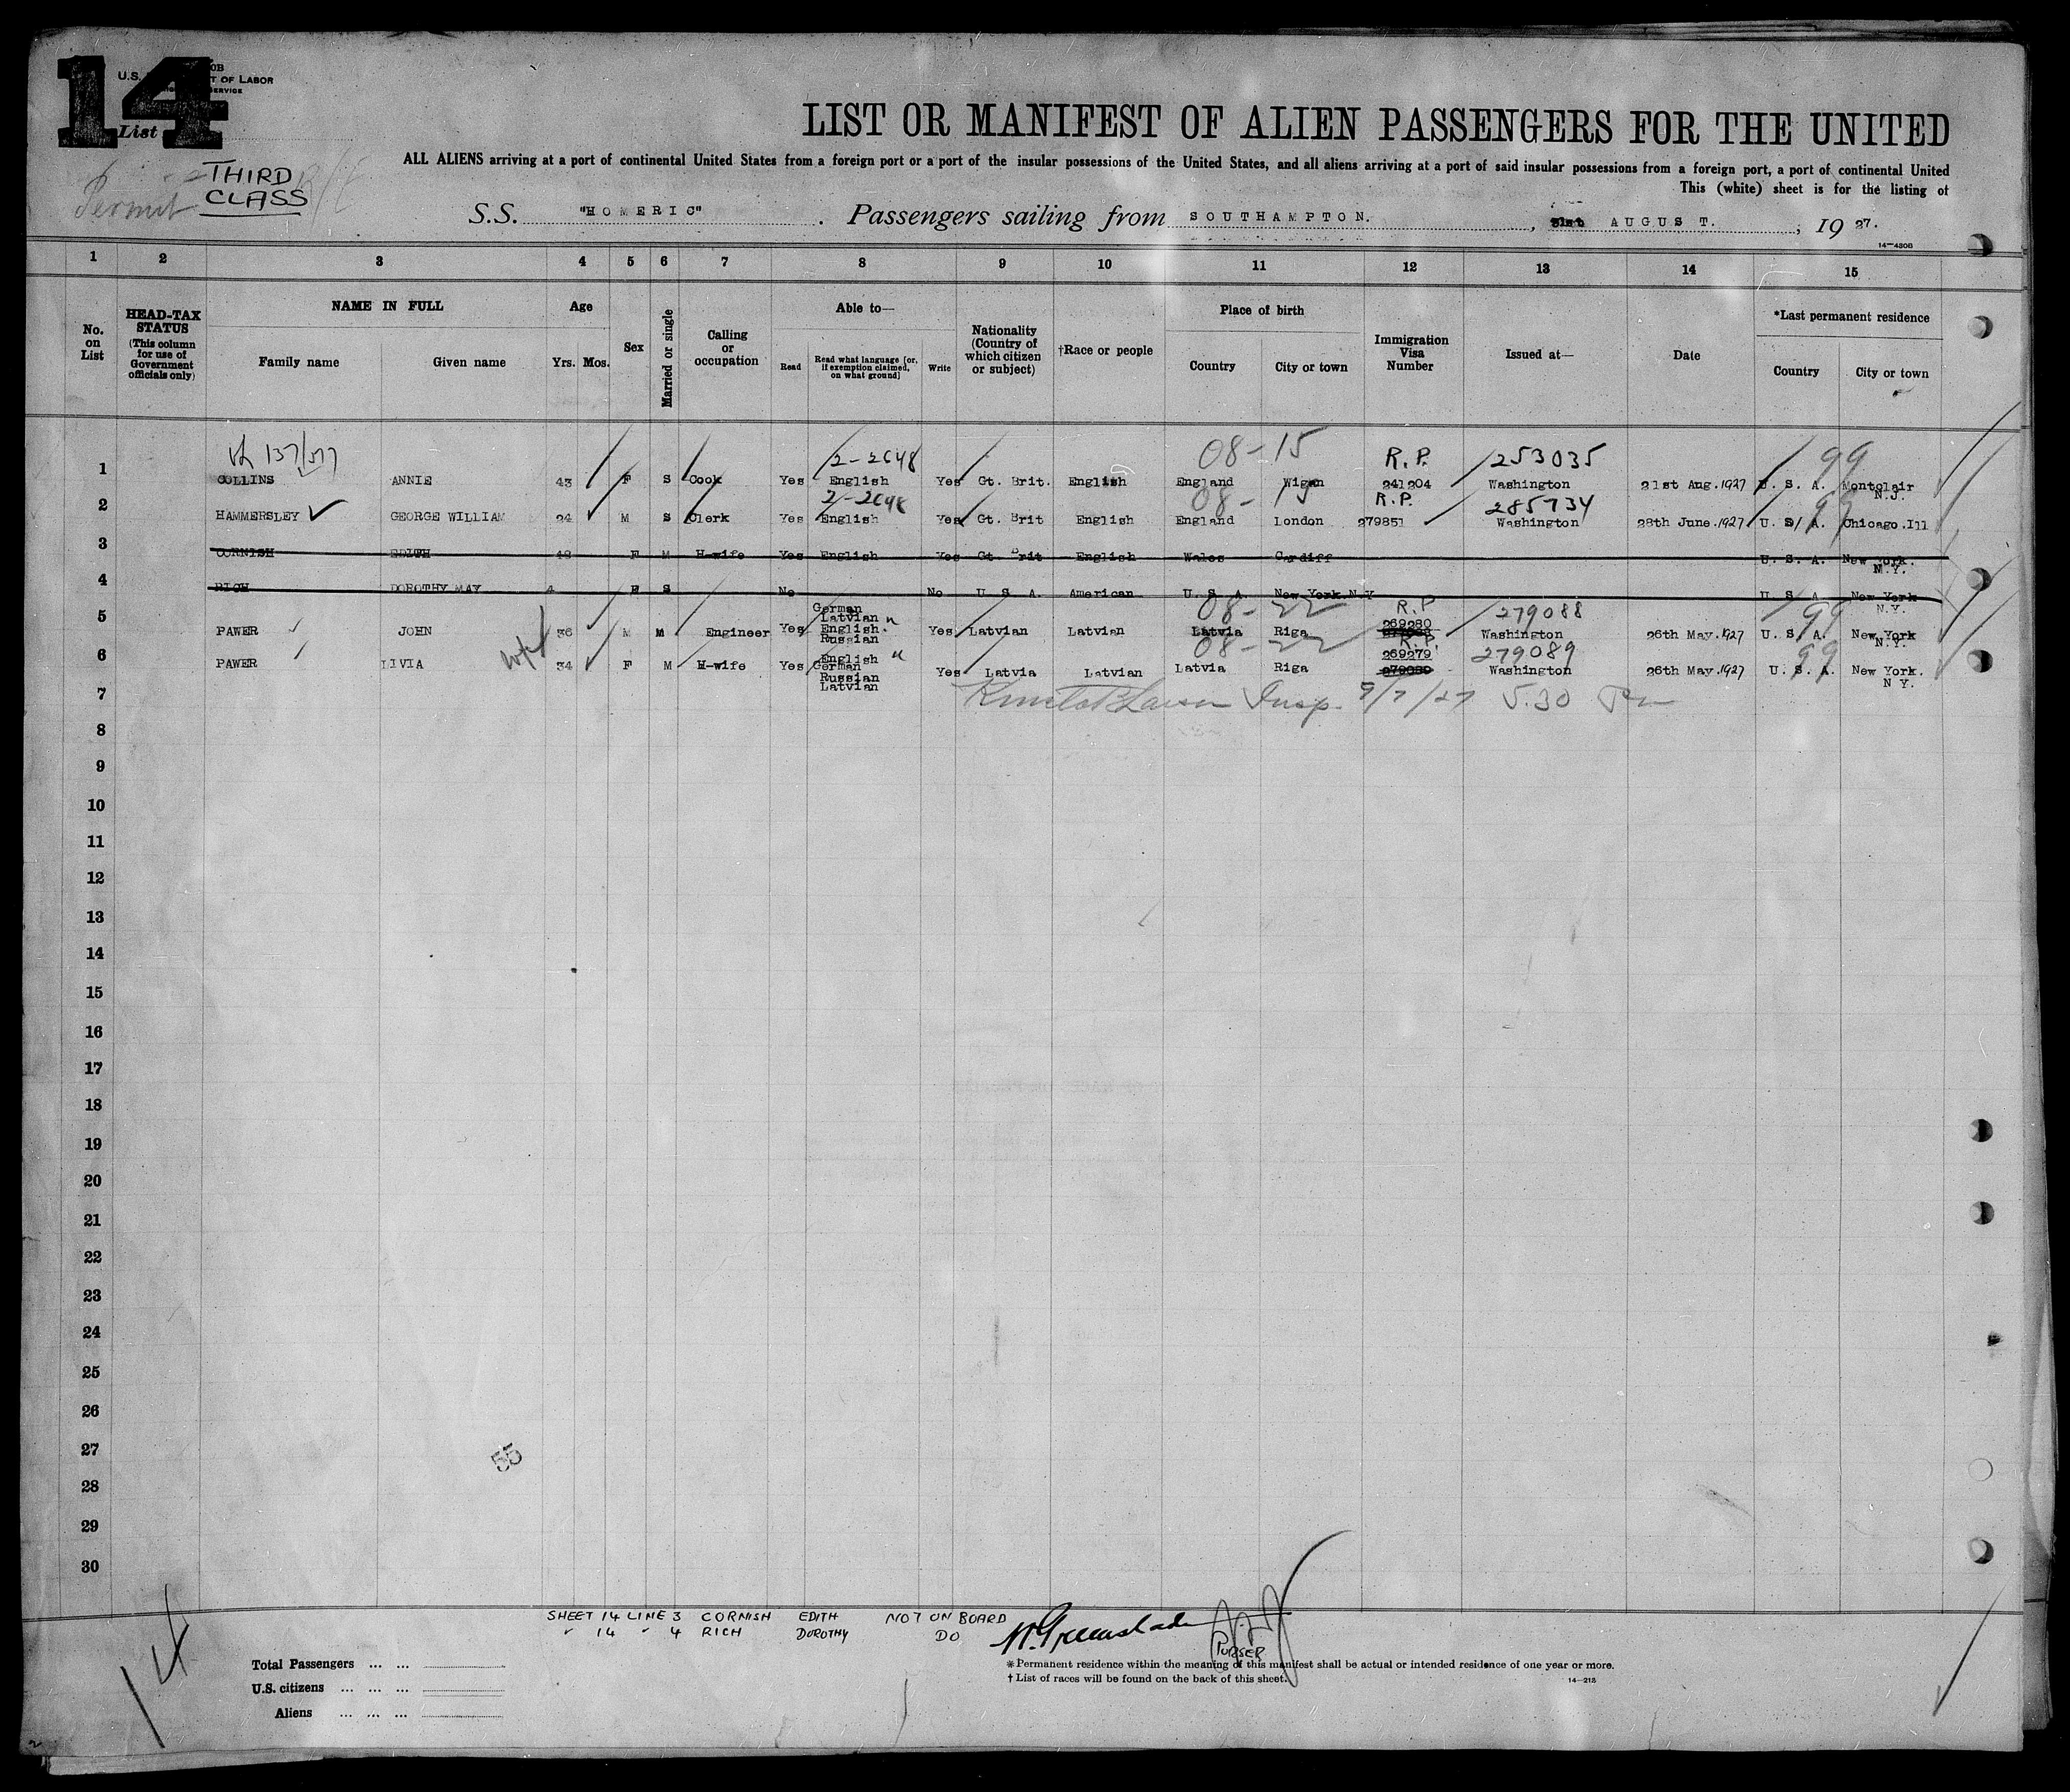 14
U.S. T OF LABOR
SERVICE
List
LIST OR MANIFEST OF ALIEN PASSENGERS FOR THE UNITED
ALL ALIENS arriving at a port of continental United States from a foreign port or a port of the insular possessions of the United States, and all aliens arriving at a port of said insular possessions from a foreign port, a port of continental United
This (white) sheet is for the listing of
Permit
THIRD
CLASS
S.S. "HOMERIC". Passengers sailing from SOUTHAMPTON., 31st AUGUST., 1927.
14—4308
1 2 3 4 5 6 7 8 9 10 11 12 13 14 15
No. on List
HEAD-TAX STATUS (This column for use of Government officials only)
NAME IN FULL
Family name Given name
Age
Yrs. Mos.
Sex
Married or single
Calling or occupation
Able to—
Read Read what language [or, if exemption claimed, on what ground] Write
Nationality (Country of which citizen or subject)
†Race or people
Place of birth
Country City or town
Immigration Visa Number
Issued at—
Date
*Last permanent residence
Country City or town
2-2648 08-15 R.P. 253035 99
1 COLLINS ANNIE 43 F S Cook Yes English Yes Gt. Brit. English England Wigan 241204 Washington 21st Aug.1927 U. S. A. Montclair N.J.
2-2648 08-15 R.P. 285734 99
2 HAMMERSLEY GEORGE WILLIAM 24 M S Clerk Yes English Yes Gt. Brit English England London 279851 Washington 28th June.1927 U. S. A. Chicago.Ill
3 CORNISH EDITH 48 F M H-wife Yes English Yes Gt. Brit English Wales Cardiff U. S. A. New York. N.Y.
4 RICH DOROTHY MAY 4 F S No No U. S. A. American U. S. A. New York.N.Y U. S. A. New York N.Y.
08-22 R.P 279088 99
5 PAWER JOHN 36 M M Engineer Yes German Latvian English. Russian Yes Latvian Latvian Latvia Riga 269280 Washington 26th May.1927 U. S. A. New York N.Y.
08-22 R.P. 279089 99
6 PAWER LIVIA wife 34 F M H-wife Yes English German Russian Latvian Yes Latvia Latvian Latvia Riga 269279 Washington 26th May.1927 U. S. A. New York. N Y.
7 Insp. 9/7/27 5.30 Pm
8
9
10
11
12
13
14
15
16
17
18
19
20
21
22
23
24
25
26
27
55
28
29
30
SHEET 14 LINE 3 CORNISH EDITH NOT ON BOARD
" 14 " 4 RICH DOROTHY DO
PURSER
14
Total Passengers ... ...
U.S. citizens ... ... ...
Aliens ... ... ...
*Permanent residence within the meaning of this manifest shall be actual or intended residence of one year or more.
†List of races will be found on the back of this sheet.
14—212